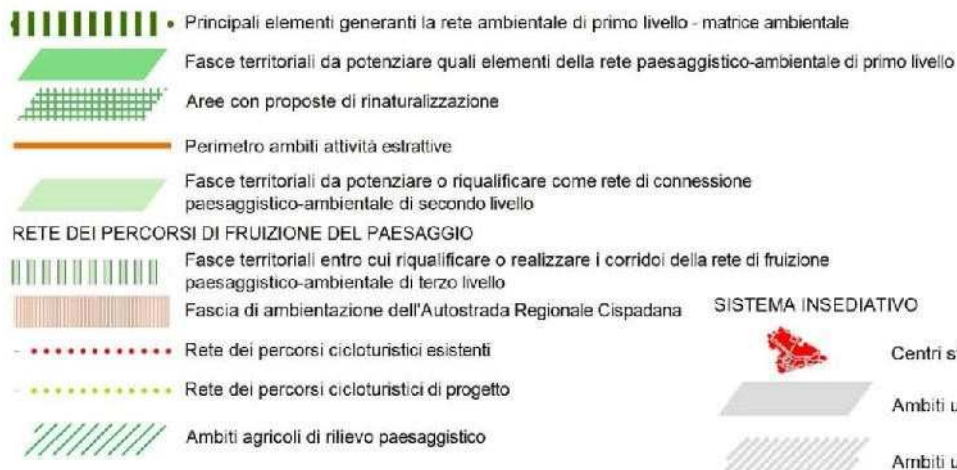 Principali elementi generanti la rete ambientale di primo livello - matrice ambientale
Fasce territoriali da potenziare quali elementi della rete paesaggistico-ambientale di primo livello
Aree con proposte di rinaturalizzazione
Perimetro ambiti attività estrattive
Fasce territoriali da potenziare o riqualificare come rete di connessione
paesaggistico-ambientale di secondo livello
RETE DEI PERCORSI DI FRUIZIONE DEL PAESAGGIO
Fasce territoriali entro cui riqualificare o realizzare i corridoi della rete di fruizione
paesaggistico-ambientale di terzo livello
Fascia di ambientazione dell'Autostrada Regionale Cispadana
Rete dei percorsi cicloturistici esistenti
Rete dei percorsi cicloturistici di progetto
Ambiti agricoli di rilievo paesaggistico
SISTEMA INSEDIATIVO
Centri
Ambiti
Ambiti